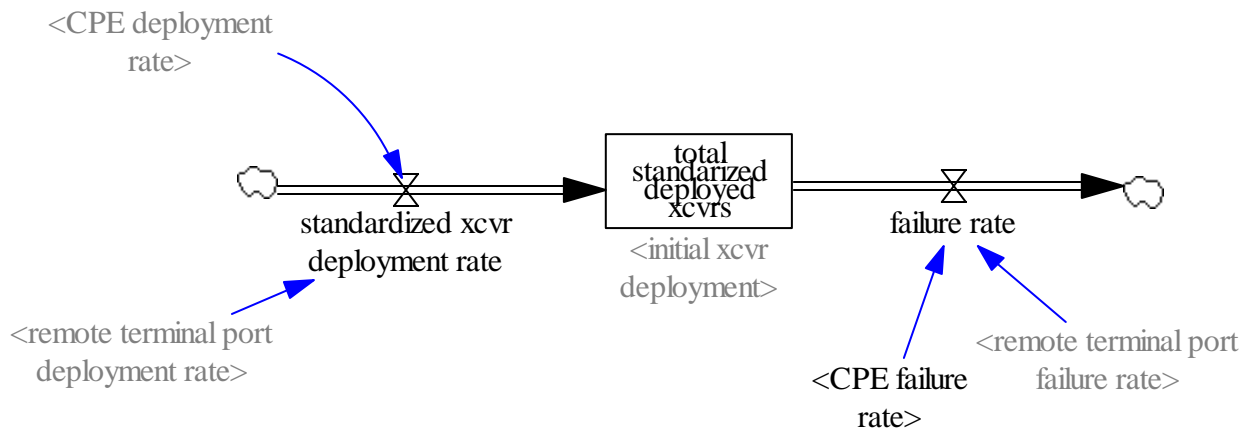 <CPE deployment
rate>
total
standarized
deployed
xcvrs
standardized xcvr
deployment rate
failure rate
<initial xcvr
deployment>
<remote terminal port
deployment rate>
<CPE failure
rate>
<remote terminal port
failure rate>